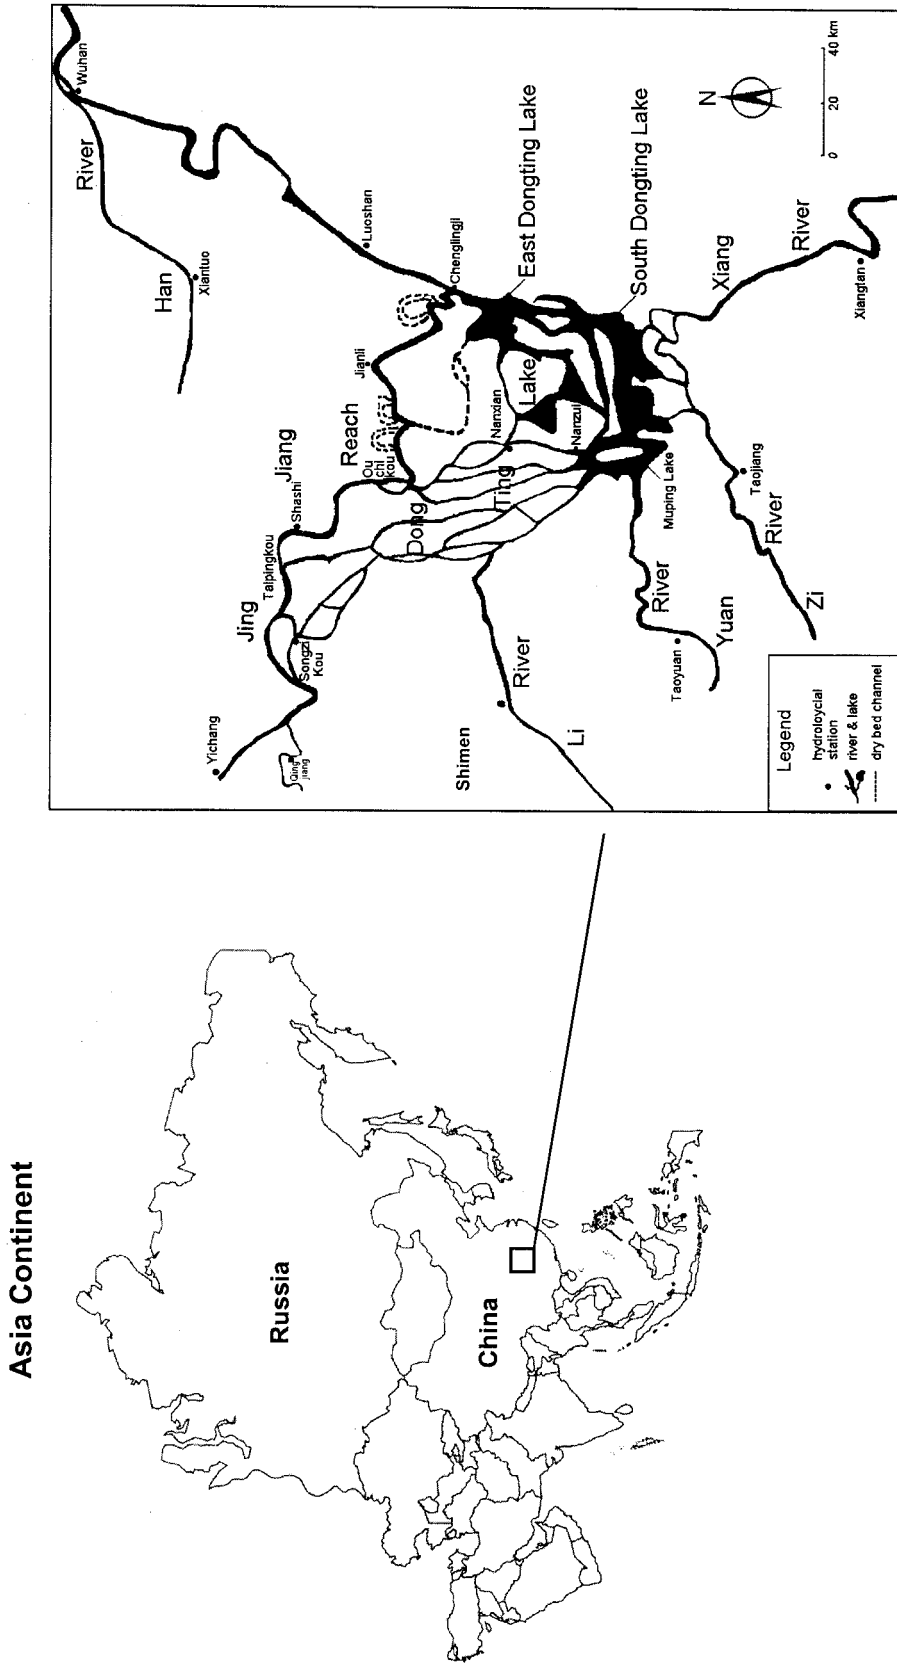 Asia Continent
Russia
China
Wuhan
River
Han
Xiantuo
Luoshan
Chenglingji
Jianli
East Dongting Lake
South Dongting Lake
N
0 20 40 km
Jing
Jiang
Reach
Yichang
Qing
jiang
Songzi
Kou
Taipingkou
Shashi
Ou
chi
kou
Dong
Ting
Lake
Nanxian
Nanzui
Muping Lake
Shimen
Li
River
Taoyuan
Yuan
River
Zi
River
Taojiang
Xiang
River
Xiangtan
Legend
hydroloycial
station
river & lake
dry bed channel